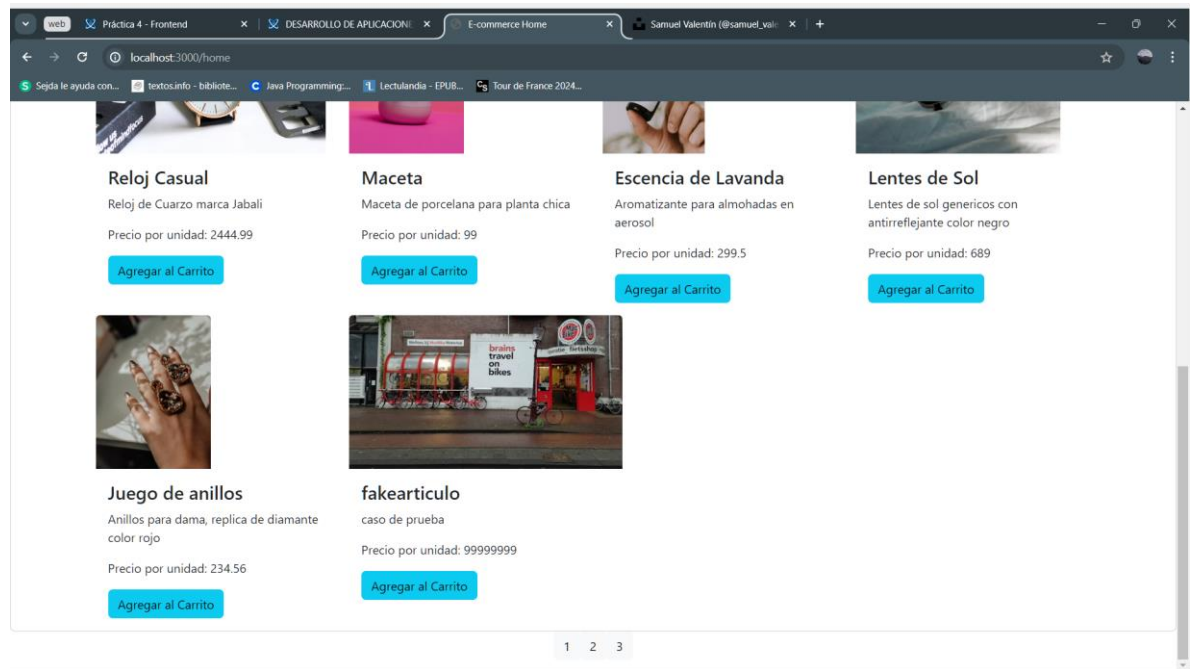 web
Práctica 4 - Frontend
DESARROLLO DE APLICACIONE
E-commerce Home
Samuel Valentín (@samuel_vale
localhost:3000/home
Sejda le ayuda con...
textos.info - bibliote...
Java Programming:...
Lectulandia - EPUB...
Tour de France 2024...
Reloj Casual
Reloj de Cuarzo marca Jabali
Precio por unidad: 2444.99
Agregar al Carrito
Maceta
Maceta de porcelana para planta chica
Precio por unidad: 99
Agregar al Carrito
Escencia de Lavanda
Aromatizante para almohadas en
aerosol
Precio por unidad: 299.5
Agregar al Carrito
Lentes de Sol
Lentes de sol genericos con
antirreflejante color negro
Precio por unidad: 689
Agregar al Carrito
brains
travel
on
bikes
Juego de anillos
Anillos para dama, replica de diamante
color rojo
Precio por unidad: 234.56
Agregar al Carrito
fakearticulo
caso de prueba
Precio por unidad: 99999999
Agregar al Carrito
1 2 3